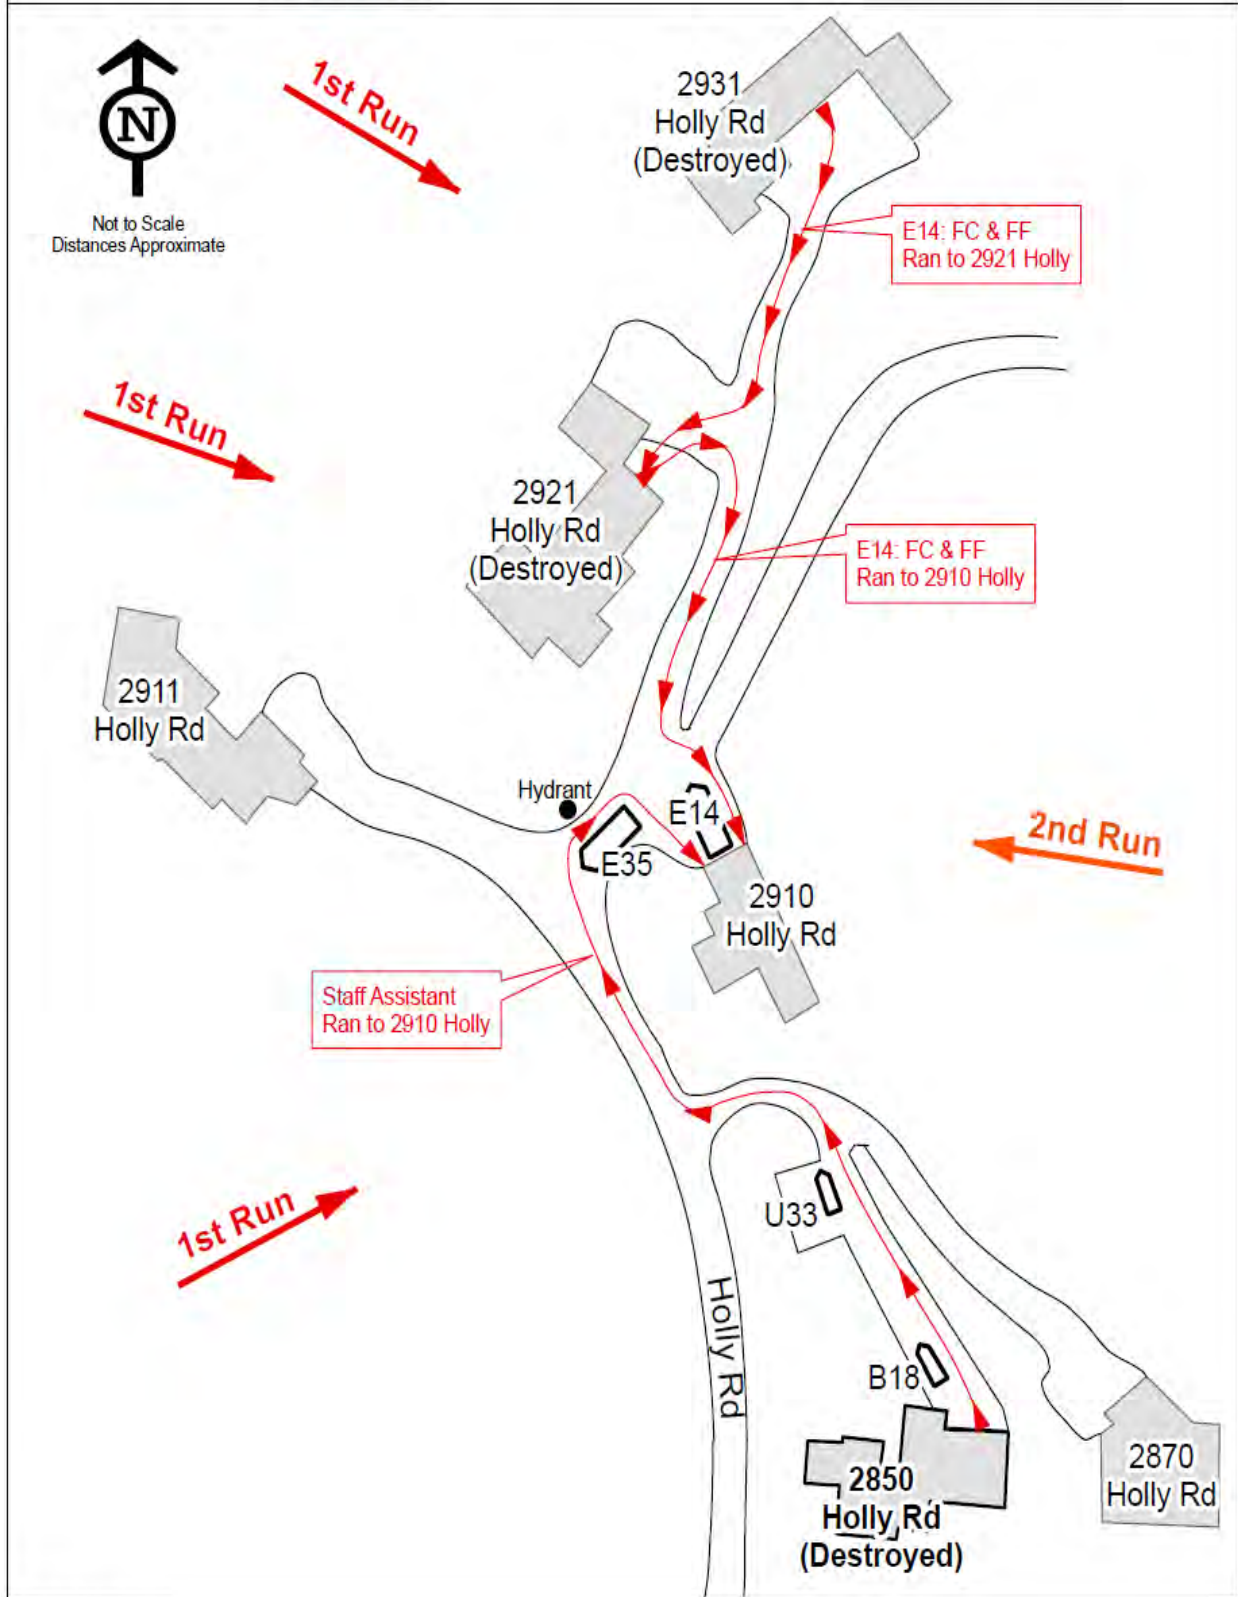 1st Run
2931
Holly Rd
(Destroyed)
N
Not to Scale
Distances Approximate
E14: FC & FF
Ran to 2921 Holly
1st Run
2921
Holly Rd
(Destroyed)
E14: FC & FF
Ran to 2910 Holly
2911
Holly Rd
Hydrant
E14
E35
2nd Run
2910
Holly Rd
Staff Assistant
Ran to 2910 Holly
1st Run
U33
Holly Rd
B18
2850
Holly Rd
(Destroyed)
2870
Holly Rd